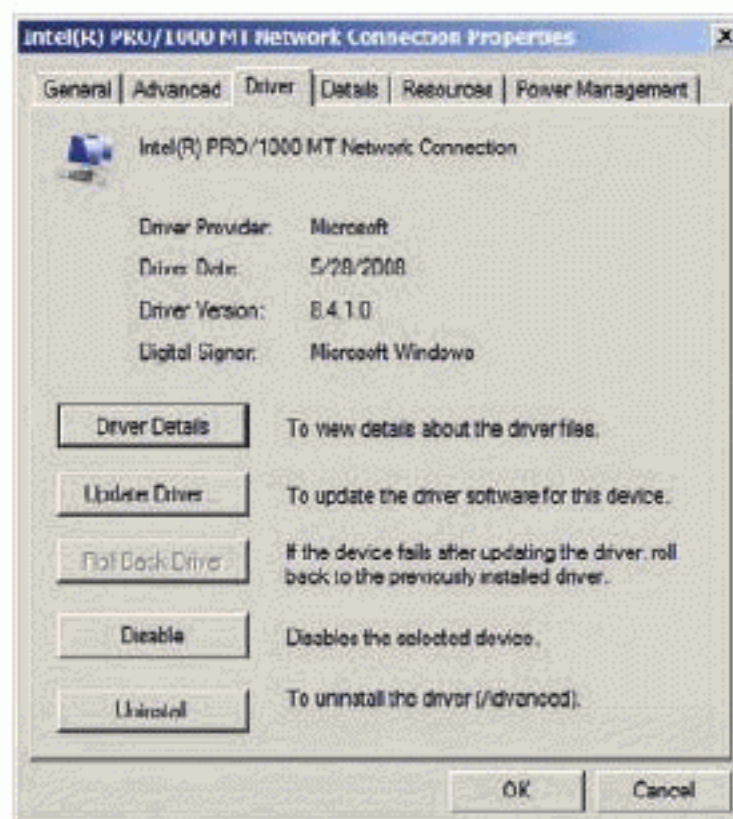 Intel(R) PRO/1000 MT Network Connection Properties
General Advanced Driver Details Resources Power Management
Intel(R) PRO/1000 MT Network Connection
Driver Provider: Microsoft
Driver Date: 5/28/2008
Driver Version: 8.4.1.0
Digital Signer: Microsoft Windows
Driver Details To view details about the driver files.
Update Driver... To update the driver software for this device.
Roll Back Driver If the device fails after updating the driver, roll
back to the previously installed driver.
Disable Disables the selected device.
Uninstall To uninstall the driver (Advanced).
OK Cancel